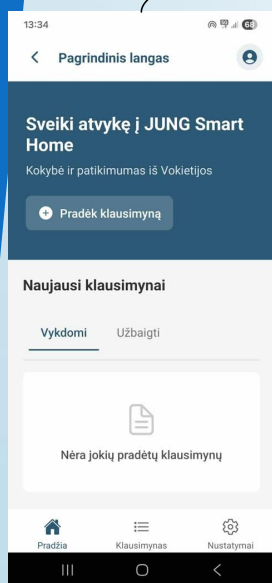 13:34
68
Pagrindinis langas
Sveiki atvykę į JUNG Smart
Home
Kokybė ir patikimumas iš Vokietijos
Pradėk klausimyną
Naujausi klausimynai
Vykdomi Užbaigti
Nėra jokių pradėtų klausimynų
Pradžia Klausimynas Nustatymai